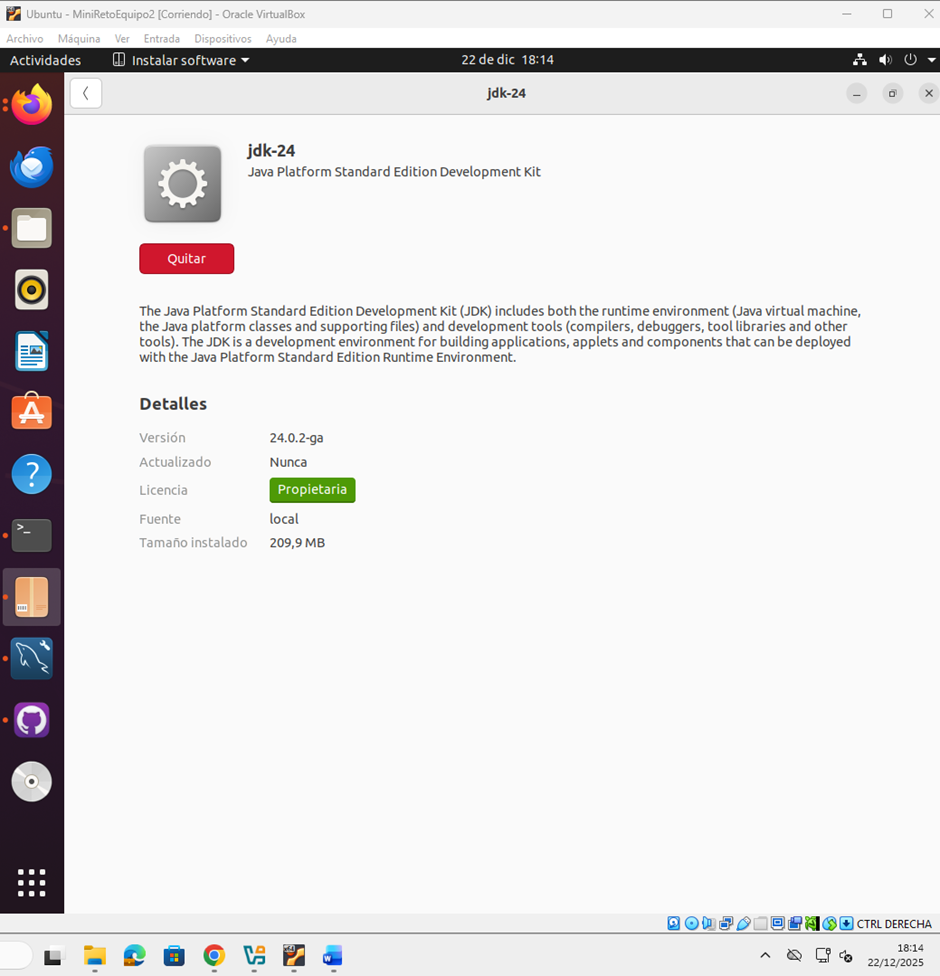 Ubuntu - MiniRetoEquipo2 [Corriendo] - Oracle VirtualBox
Archivo Máquina Ver Entrada Dispositivos Ayuda
Actividades Instalar software 22 de dic 18:14
jdk-24
jdk-24
Java Platform Standard Edition Development Kit
Quitar
The Java Platform Standard Edition Development Kit (JDK) includes both the runtime environment (Java virtual machine,
the Java platform classes and supporting files) and development tools (compilers, debuggers, tool libraries and other
tools). The JDK is a development environment for building applications, applets and components that can be deployed
with the Java Platform Standard Edition Runtime Environment.
Detalles
Versión 24.0.2-ga
Actualizado Nunca
Licencia Propietaria
Fuente local
Tamaño instalado 209,9 MB
CTRL DERECHA
18:14
22/12/2025